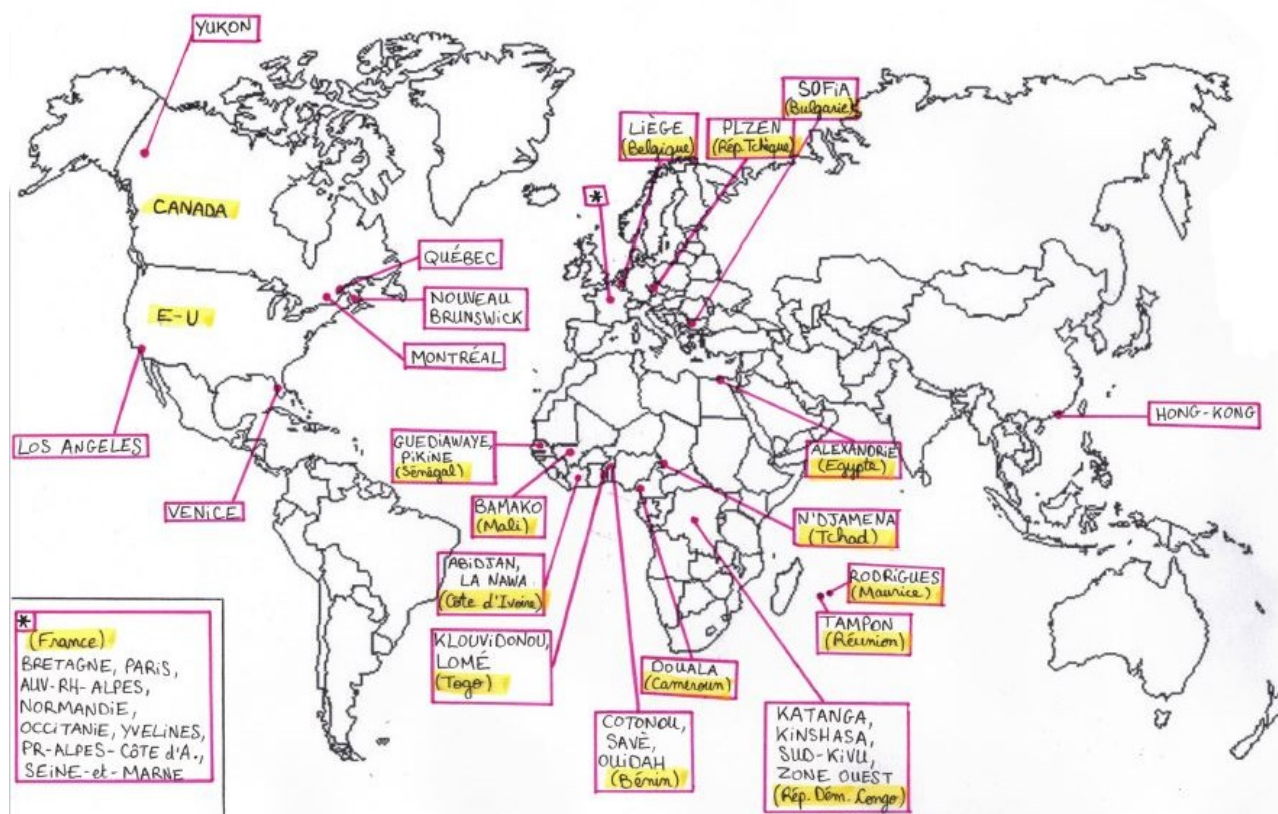 YUKON
SOFIA
(Bulgarie)
LIÈGE
(Belgique)
PLZEN
(Rép. Tchèque)
*
CANADA
QUÉBEC
NOUVEAU
BRUNSWICK
E-U
MONTRÉAL
LOS ANGELES
VENICE
HONG-KONG
GUEDIAWAYE,
PIKINE
(Sénégal)
ALEXANDRIE
(Egypte)
BAMAKO
(Mali)
N'DJAMENA
(Tchad)
ABIDJAN,
LA NAWA
(Côte d'Ivoire)
RODRIGUES
(Maurice)
TAMPON
(Réunion)
KLOUVIDONOU,
LOMÉ
(Togo)
DOUALA
(Cameroun)
COTONOU,
SAVÈ,
OUIDAH
(Bénin)
KATANGA,
KINSHASA,
SUD-KIVU,
ZONE OUEST
(Rép. Dém. Congo)
*
(France)
BRETAGNE, PARIS,
AUV-RH-ALPES,
NORMANDIE,
OCCITANIE, YVELINES,
PR-ALPES-CÔTE d'A.,
SEINE-et-MARNE